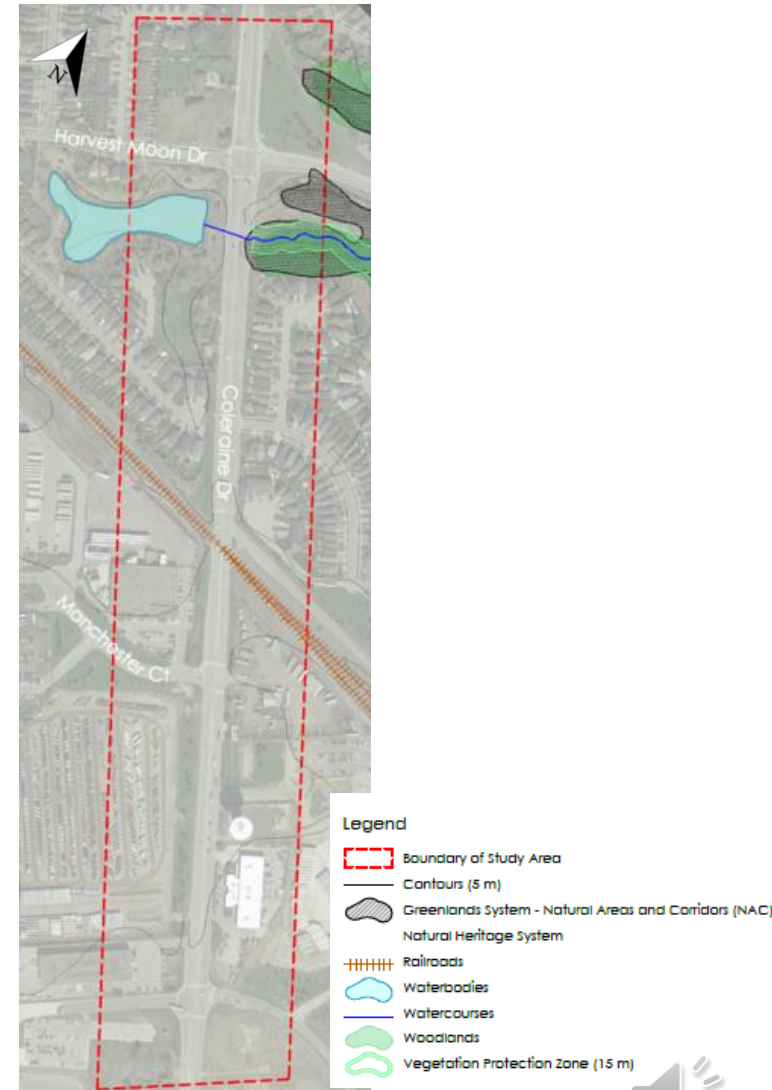 N
Harvest Moon Dr
Coleraine Dr
Manchester Ct
Legend
Boundary of Study Area
Contours (5 m)
Greenlands System - Natural Areas and Corridors (NAC)
Natural Heritage System
Railroads
Waterbodies
Watercourses
Woodlands
Vegetation Protection Zone (15 m)